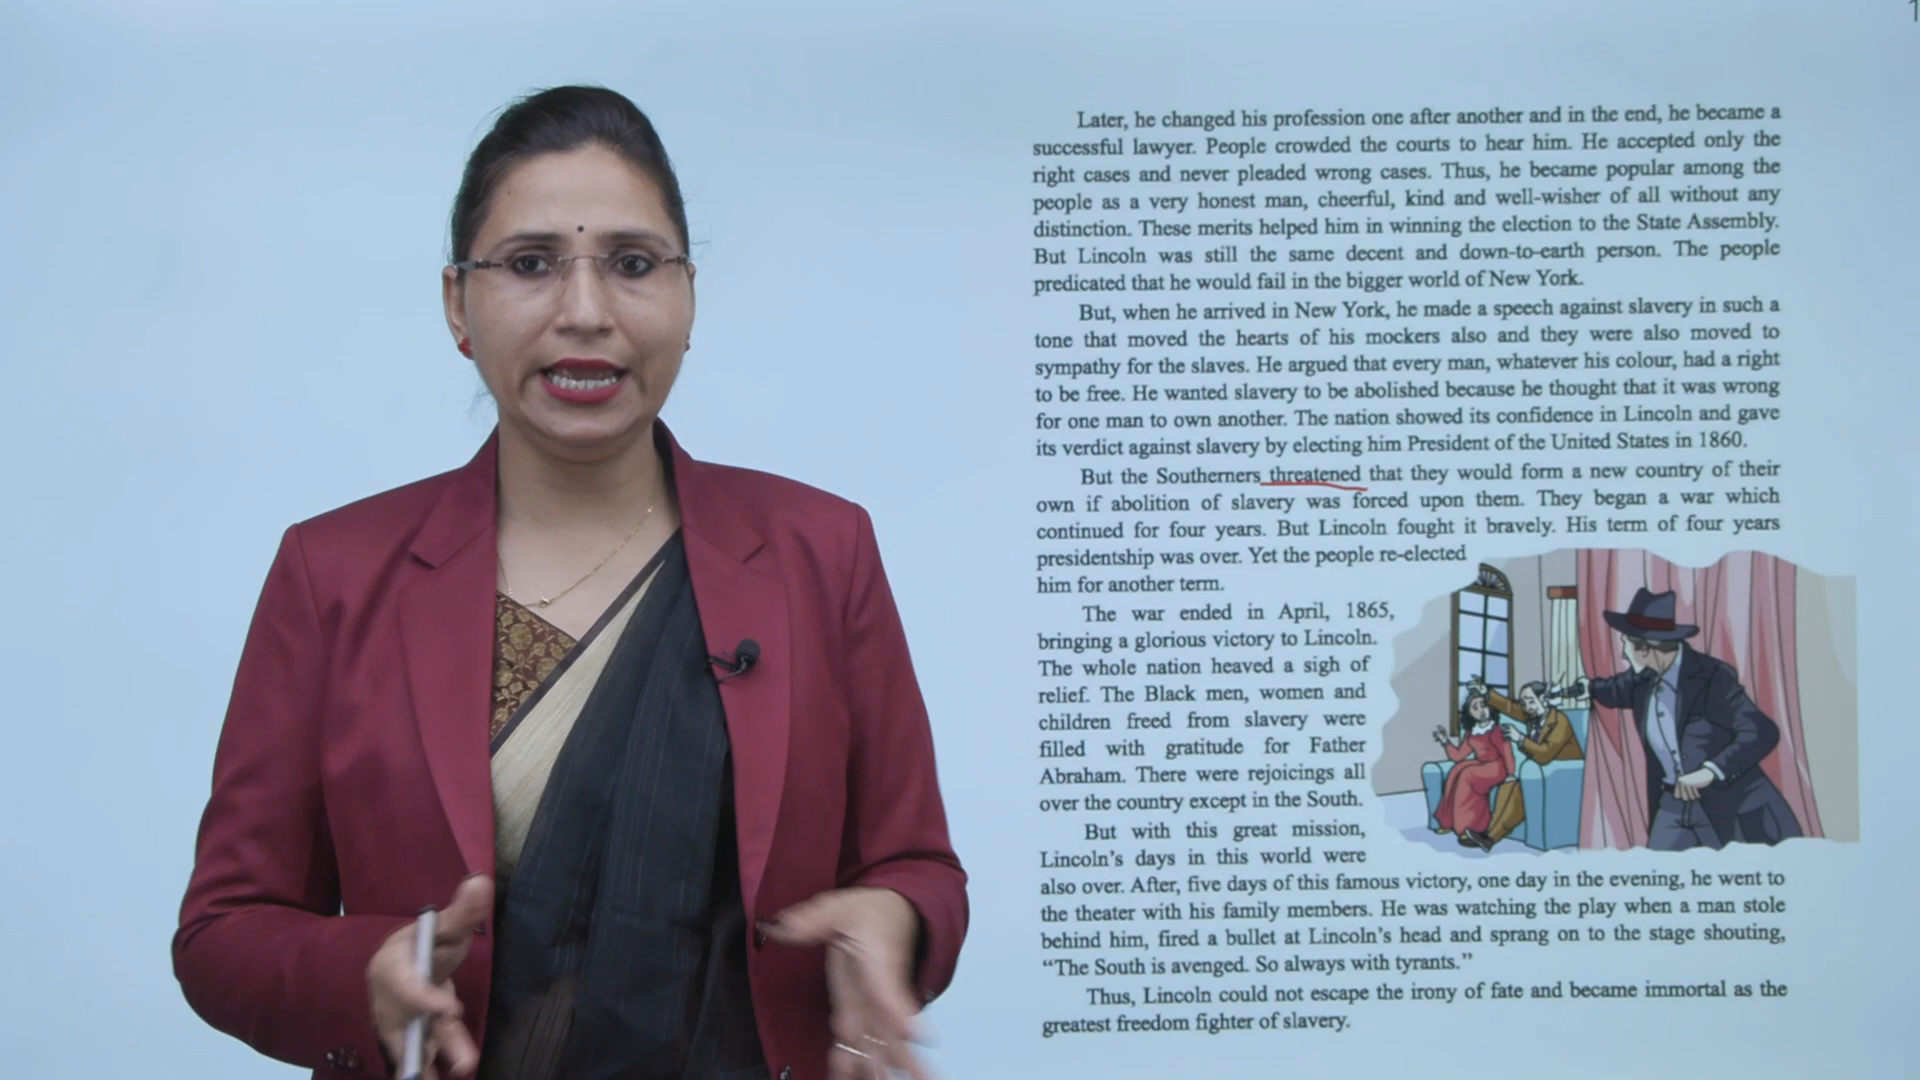 1
Later, he changed his profession one after another and in the end, he became a
successful lawyer. People crowded the courts to hear him. He accepted only the
right cases and never pleaded wrong cases. Thus, he became popular among the
people as a very honest man, cheerful, kind and well-wisher of all without any
distinction. These merits helped him in winning the election to the State Assembly.
But Lincoln was still the same decent and down-to-earth person. The people
predicated that he would fail in the bigger world of New York.
But, when he arrived in New York, he made a speech against slavery in such a
tone that moved the hearts of his mockers also and they were also moved to
sympathy for the slaves. He argued that every man, whatever his colour, had a right
to be free. He wanted slavery to be abolished because he thought that it was wrong
for one man to own another. The nation showed its confidence in Lincoln and gave
its verdict against slavery by electing him President of the United States in 1860.
But the Southerners threatened that they would form a new country of their
own if abolition of slavery was forced upon them. They began a war which
continued for four years. But Lincoln fought it bravely. His term of four years
presidentship was over. Yet the people re-elected
him for another term.
The war ended in April, 1865,
bringing a glorious victory to Lincoln.
The whole nation heaved a sigh of
relief. The Black men, women and
children freed from slavery were
filled with gratitude for Father
Abraham. There were rejoicings all
over the country except in the South.
But with this great mission,
Lincoln's days in this world were
also over. After, five days of this famous victory, one day in the evening, he went to
the theater with his family members. He was watching the play when a man stole
behind him, fired a bullet at Lincoln's head and sprang on to the stage shouting,
“The South is avenged. So always with tyrants.”
Thus, Lincoln could not escape the irony of fate and became immortal as the
greatest freedom fighter of slavery.